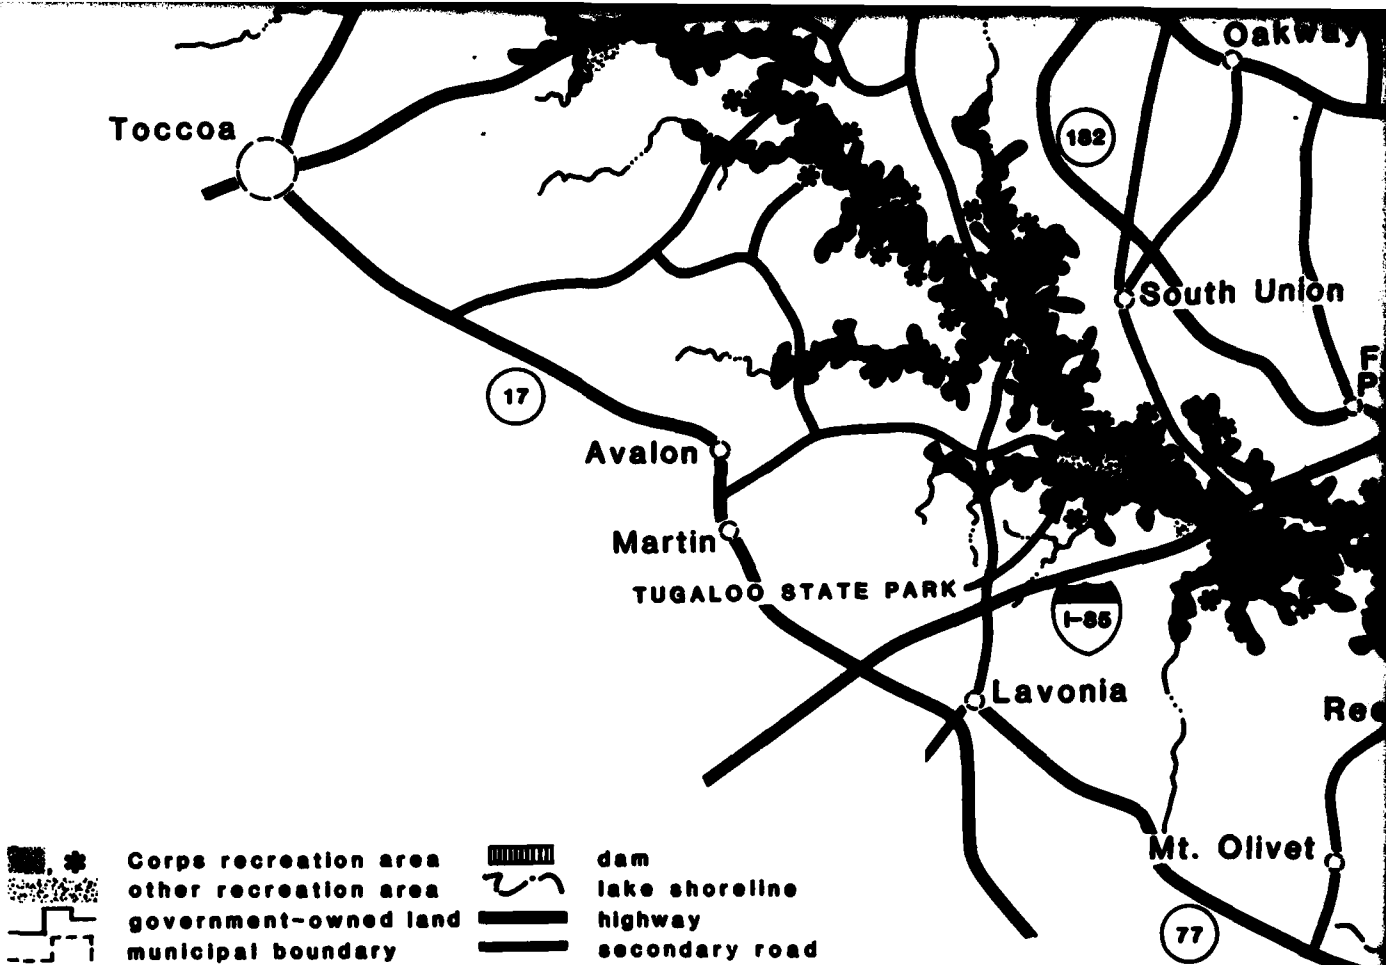 Oakway
Toccoa
182
South Union
F
P
17
Avalon
Martin
TUGALOO STATE PARK
I-85
Lavonia
Ree
Mt. Olivet
77
, * Corps recreation area
other recreation area
government-owned land
municipal boundary
dam
lake shoreline
highway
secondary road